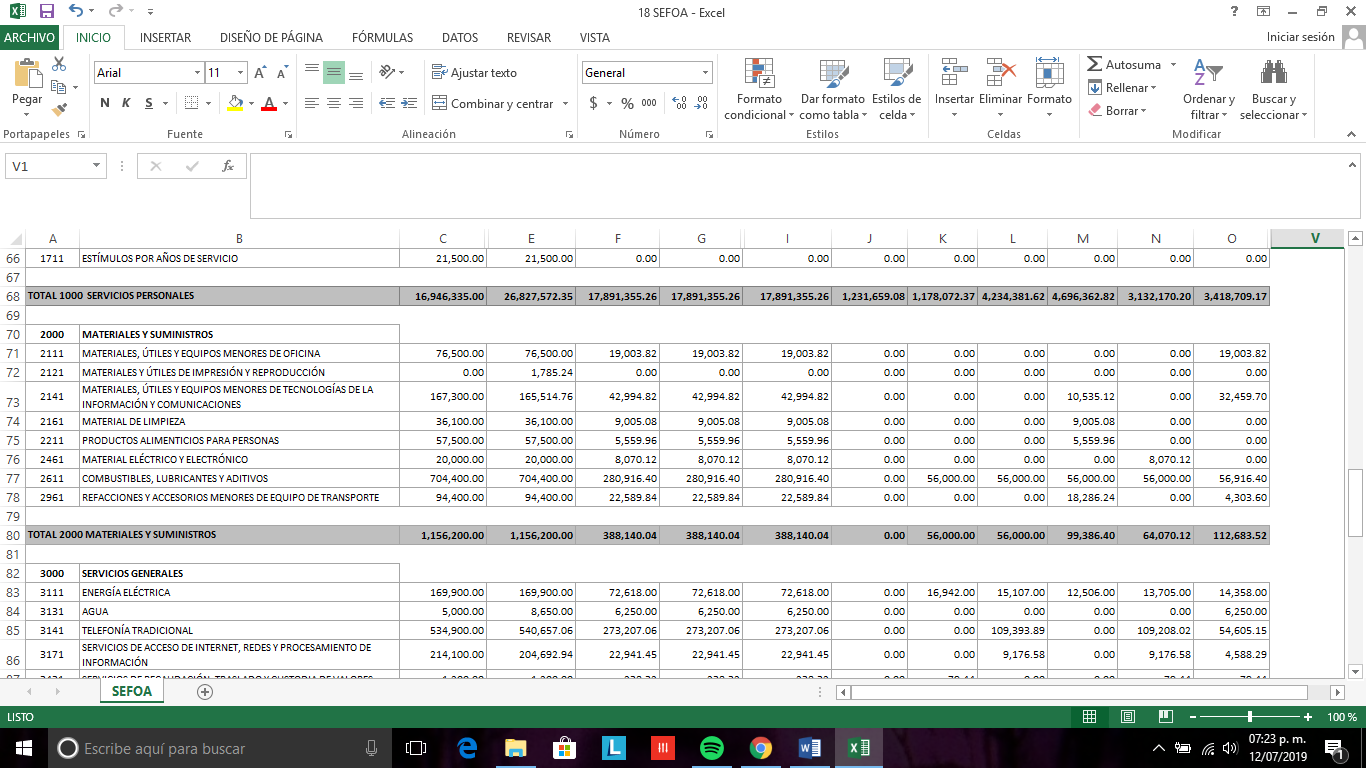 18 SEFOA - Excel
ARCHIVO INICIO INSERTAR DISEÑO DE PÁGINA FÓRMULAS DATOS REVISAR VISTA Iniciar sesión
Pegar
Arial 11
N K S
Ajustar texto
Combinar y centrar
General
$ % 000
Formato condicional
Dar formato como tabla
Estilos de celda
Insertar Eliminar Formato
Autosuma
Rellenar
Borrar
Ordenar y filtrar
Buscar y seleccionar
Portapapeles Fuente Alineación Número Estilos Celdas Modificar
V1
A B C E F G I J K L M N O V
66 1711 ESTÍMULOS POR AÑOS DE SERVICIO 21,500.00 21,500.00 0.00 0.00 0.00 0.00 0.00 0.00 0.00 0.00 0.00
67
68 TOTAL 1000 SERVICIOS PERSONALES 16,946,335.00 26,827,572.35 17,891,355.26 17,891,355.26 17,891,355.26 1,231,659.08 1,178,072.37 4,234,381.62 4,696,362.82 3,132,170.20 3,418,709.17
69
70 2000 MATERIALES Y SUMINISTROS
71 2111 MATERIALES, ÚTILES Y EQUIPOS MENORES DE OFICINA 76,500.00 76,500.00 19,003.82 19,003.82 19,003.82 0.00 0.00 0.00 0.00 0.00 19,003.82
72 2121 MATERIALES Y ÚTILES DE IMPRESIÓN Y REPRODUCCIÓN 0.00 1,785.24 0.00 0.00 0.00 0.00 0.00 0.00 0.00 0.00 0.00
73 2141 MATERIALES, ÚTILES Y EQUIPOS MENORES DE TECNOLOGÍAS DE LA
INFORMACIÓN Y COMUNICACIONES 167,300.00 165,514.76 42,994.82 42,994.82 42,994.82 0.00 0.00 0.00 10,535.12 0.00 32,459.70
74 2161 MATERIAL DE LIMPIEZA 36,100.00 36,100.00 9,005.08 9,005.08 9,005.08 0.00 0.00 0.00 9,005.08 0.00 0.00
75 2211 PRODUCTOS ALIMENTICIOS PARA PERSONAS 57,500.00 57,500.00 5,559.96 5,559.96 5,559.96 0.00 0.00 0.00 5,559.96 0.00 0.00
76 2461 MATERIAL ELÉCTRICO Y ELECTRÓNICO 20,000.00 20,000.00 8,070.12 8,070.12 8,070.12 0.00 0.00 0.00 0.00 8,070.12 0.00
77 2611 COMBUSTIBLES, LUBRICANTES Y ADITIVOS 704,400.00 704,400.00 280,916.40 280,916.40 280,916.40 0.00 56,000.00 56,000.00 56,000.00 56,000.00 56,916.40
78 2961 REFACCIONES Y ACCESORIOS MENORES DE EQUIPO DE TRANSPORTE 94,400.00 94,400.00 22,589.84 22,589.84 22,589.84 0.00 0.00 0.00 18,286.24 0.00 4,303.60
79
80 TOTAL 2000 MATERIALES Y SUMINISTROS 1,156,200.00 1,156,200.00 388,140.04 388,140.04 388,140.04 0.00 56,000.00 56,000.00 99,386.40 64,070.12 112,683.52
81
82 3000 SERVICIOS GENERALES
83 3111 ENERGÍA ELÉCTRICA 169,900.00 169,900.00 72,618.00 72,618.00 72,618.00 0.00 16,942.00 15,107.00 12,506.00 13,705.00 14,358.00
84 3131 AGUA 5,000.00 8,650.00 6,250.00 6,250.00 6,250.00 0.00 0.00 0.00 0.00 0.00 6,250.00
85 3141 TELEFONÍA TRADICIONAL 534,900.00 540,657.06 273,207.06 273,207.06 273,207.06 0.00 0.00 109,393.89 0.00 109,208.02 54,605.15
86 3171 SERVICIOS DE ACCESO DE INTERNET, REDES Y PROCESAMIENTO DE
INFORMACIÓN 214,100.00 204,692.94 22,941.45 22,941.45 22,941.45 0.00 0.00 9,176.58 0.00 9,176.58 4,588.29
SEFOA
LISTO 100 %
Escribe aquí para buscar
07:23 p. m.
12/07/2019
1